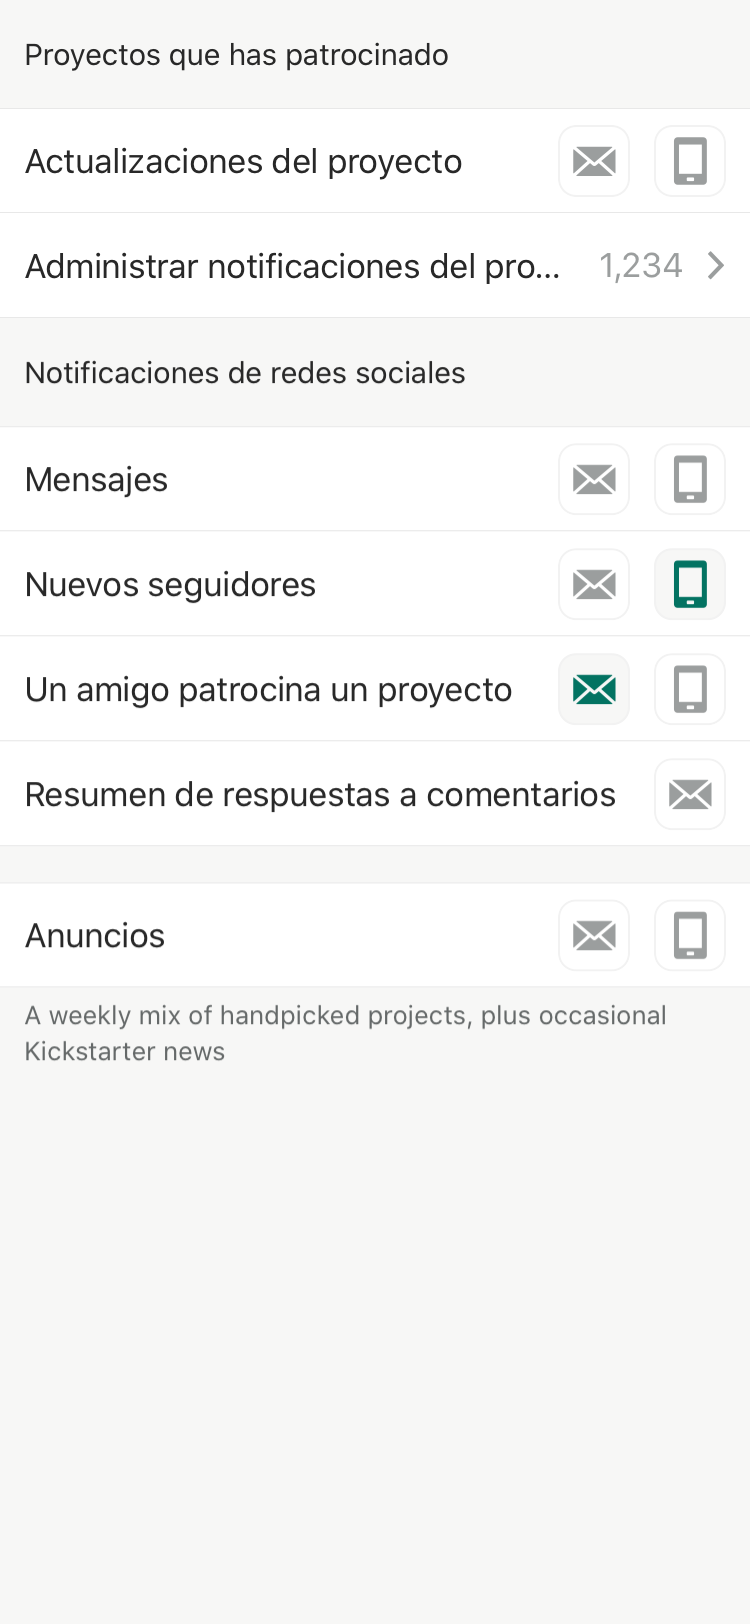 Proyectos que has patrocinado
Actualizaciones del proyecto
Administrar notificaciones del pro... 1,234
Notificaciones de redes sociales
Mensajes
Nuevos seguidores
Un amigo patrocina un proyecto
Resumen de respuestas a comentarios
Anuncios
A weekly mix of handpicked projects, plus occasional
Kickstarter news